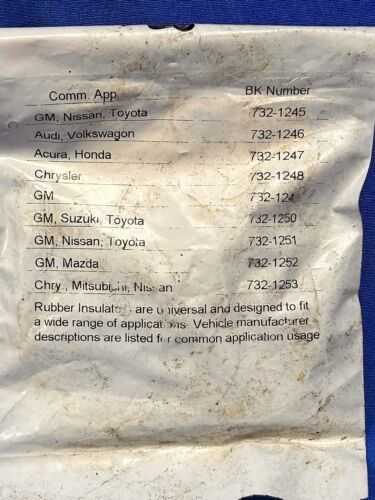 Comm. App. BK Number
GM, Nissan, Toyota 732-1245
Audi, Volkswagon 732-1246
Acura, Honda 732-1247
Chrysler 732-1248
GM 732-124
GM, Suzuki, Toyota 732-1250
GM, Nissan, Toyota 732-1251
GM, Mazda 732-1252
Chry., Mitsubishi, Nissan 732-1253
Rubber are universal and designed to fit
a wide range of applications. Vehicle manufacturer
descriptions are listed for common application usage